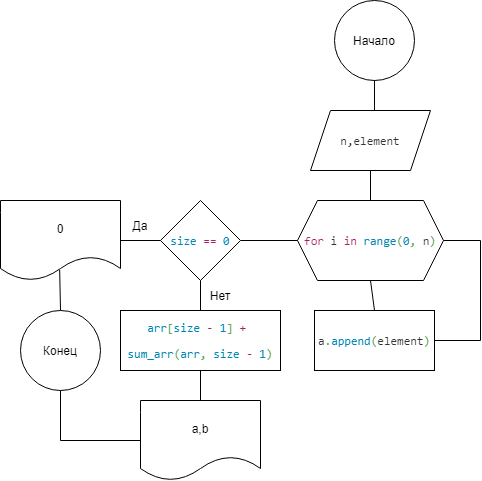 Начало
n,element
for i in range(0, n)
a.append(element)
size == 0
Да
0
Нет
arr[size - 1] +
sum_arr(arr, size - 1)
a,b
Конец